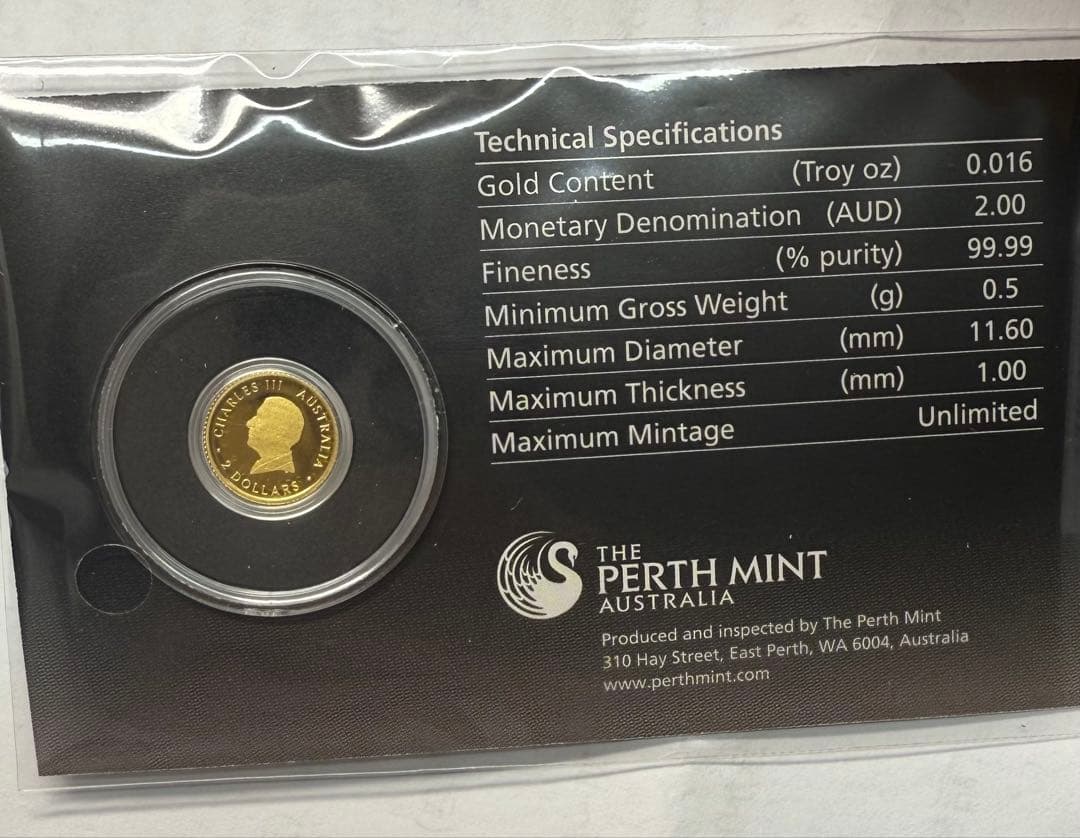 Technical Specifications
Gold Content (Troy oz) 0.016
Monetary Denomination (AUD) 2.00
Fineness (% purity) 99.99
Minimum Gross Weight (g) 0.5
Maximum Diameter (mm) 11.60
Maximum Thickness (mm) 1.00
Maximum Mintage Unlimited
CHARLES III AUSTRALIA
• 2 DOLLARS •
THE
PERTH MINT
AUSTRALIA
Produced and inspected by The Perth Mint
310 Hay Street, East Perth, WA 6004, Australia
www.perthmint.com